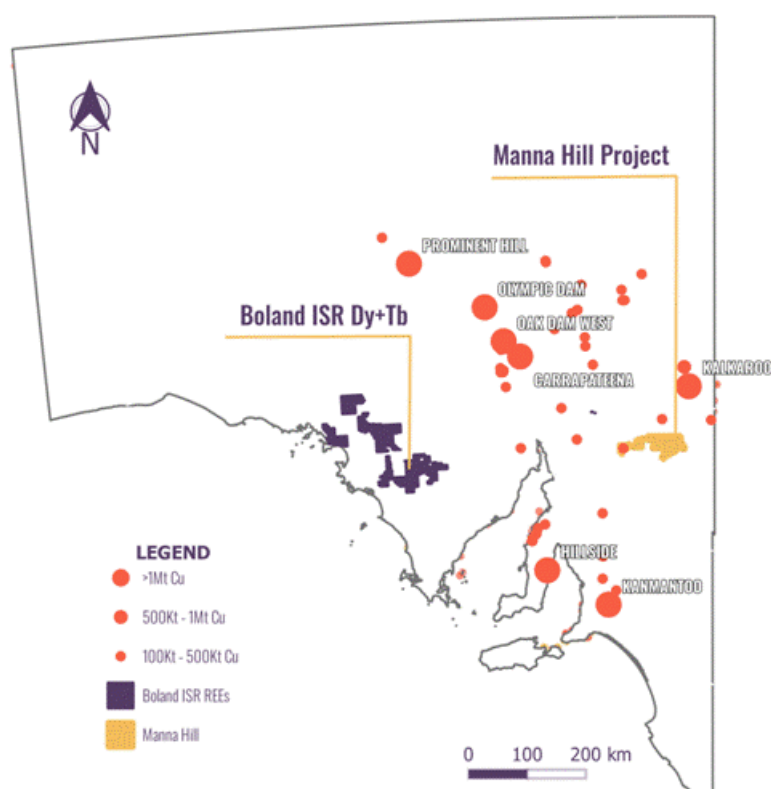 N
Manna Hill Project
PROMINENT HILL
OLYMPIC DAM
Boland ISR Dy+Tb
OAK DAM WEST
CARRAPATEENA
KALKAROO
LEGEND
HILLSIDE
>1Mt Cu
KANMANTOO
500Kt - 1Mt Cu
100Kt - 500Kt Cu
Boland ISR REEs
Manna Hill
0 100 200 km